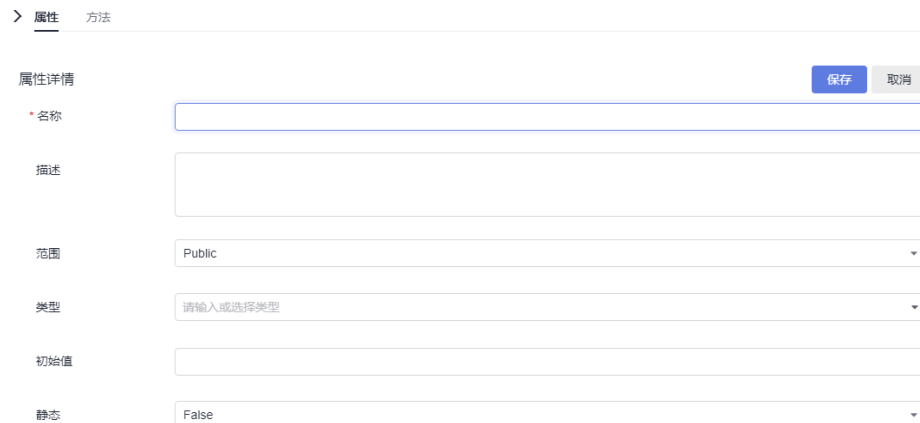 属性 方法
属性详情 保存 取消
* 名称
描述
范围 Public
类型 请输入或选择类型
初始值
静态 False